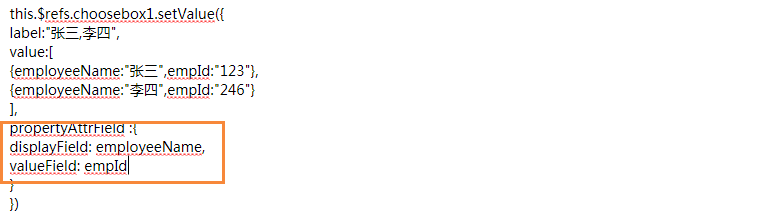 this.$refs.choosebox1.setValue({
label:"张三,李四",
value:[
{employeeName:"张三",empId:"123"},
{employeeName:"李四",empId:"246"}
],
propertyAttrField :{
displayField: employeeName,
valueField: empId
}
})